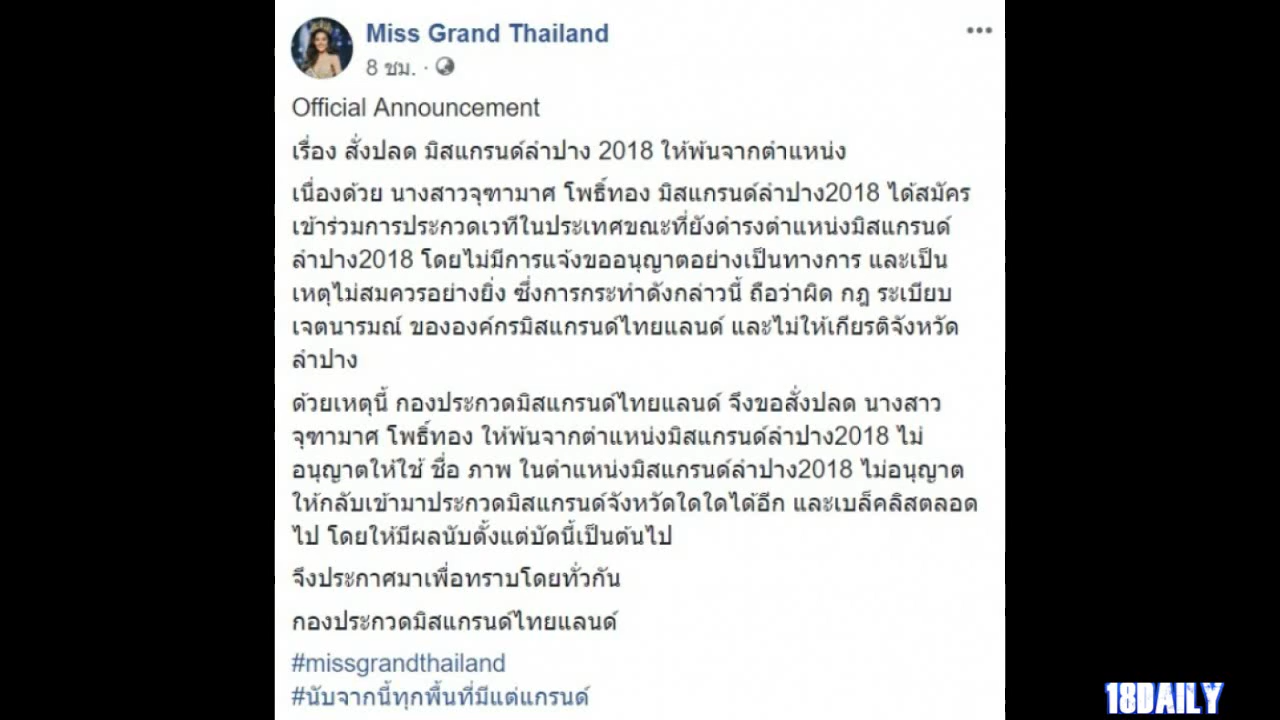 Miss Grand Thailand
8 ชม. ·
Official Announcement
เรื่อง สั่งปลด มิสแกรนด์ลำปาง 2018 ให้พ้นจากตำแหน่ง
เนื่องด้วย นางสาวจุฑามาศ โพธิ์ทอง มิสแกรนด์ลำปาง2018 ได้สมัคร
เข้าร่วมการประกวดเวทีในประเทศขณะที่ยังดำรงตำแหน่งมิสแกรนด์
ลำปาง2018 โดยไม่มีการแจ้งขออนุญาตอย่างเป็นทางการ และเป็น
เหตุไม่สมควรอย่างยิ่ง ซึ่งการกระทำดังกล่าวนี้ ถือว่าผิด กฎ ระเบียบ
เจตนารมณ์ ขององค์กรมิสแกรนด์ไทยแลนด์ และไม่ให้เกียรติจังหวัด
ลำปาง
ด้วยเหตุนี้ กองประกวดมิสแกรนด์ไทยแลนด์ จึงขอสั่งปลด นางสาว
จุฑามาศ โพธิ์ทอง ให้พ้นจากตำแหน่งมิสแกรนด์ลำปาง2018 ไม่
อนุญาตให้ใช้ ชื่อ ภาพ ในตำแหน่งมิสแกรนด์ลำปาง2018 ไม่อนุญาต
ให้กลับเข้ามาประกวดมิสแกรนด์จังหวัดใดใดได้อีก และเบล็คลิสตลอด
ไป โดยให้มีผลนับตั้งแต่บัดนี้เป็นต้นไป
จึงประกาศมาเพื่อทราบโดยทั่วกัน
กองประกวดมิสแกรนด์ไทยแลนด์
#missgrandthailand
#นับจากนี้ทุกพื้นที่มีแต่แกรนด์
18DAILY